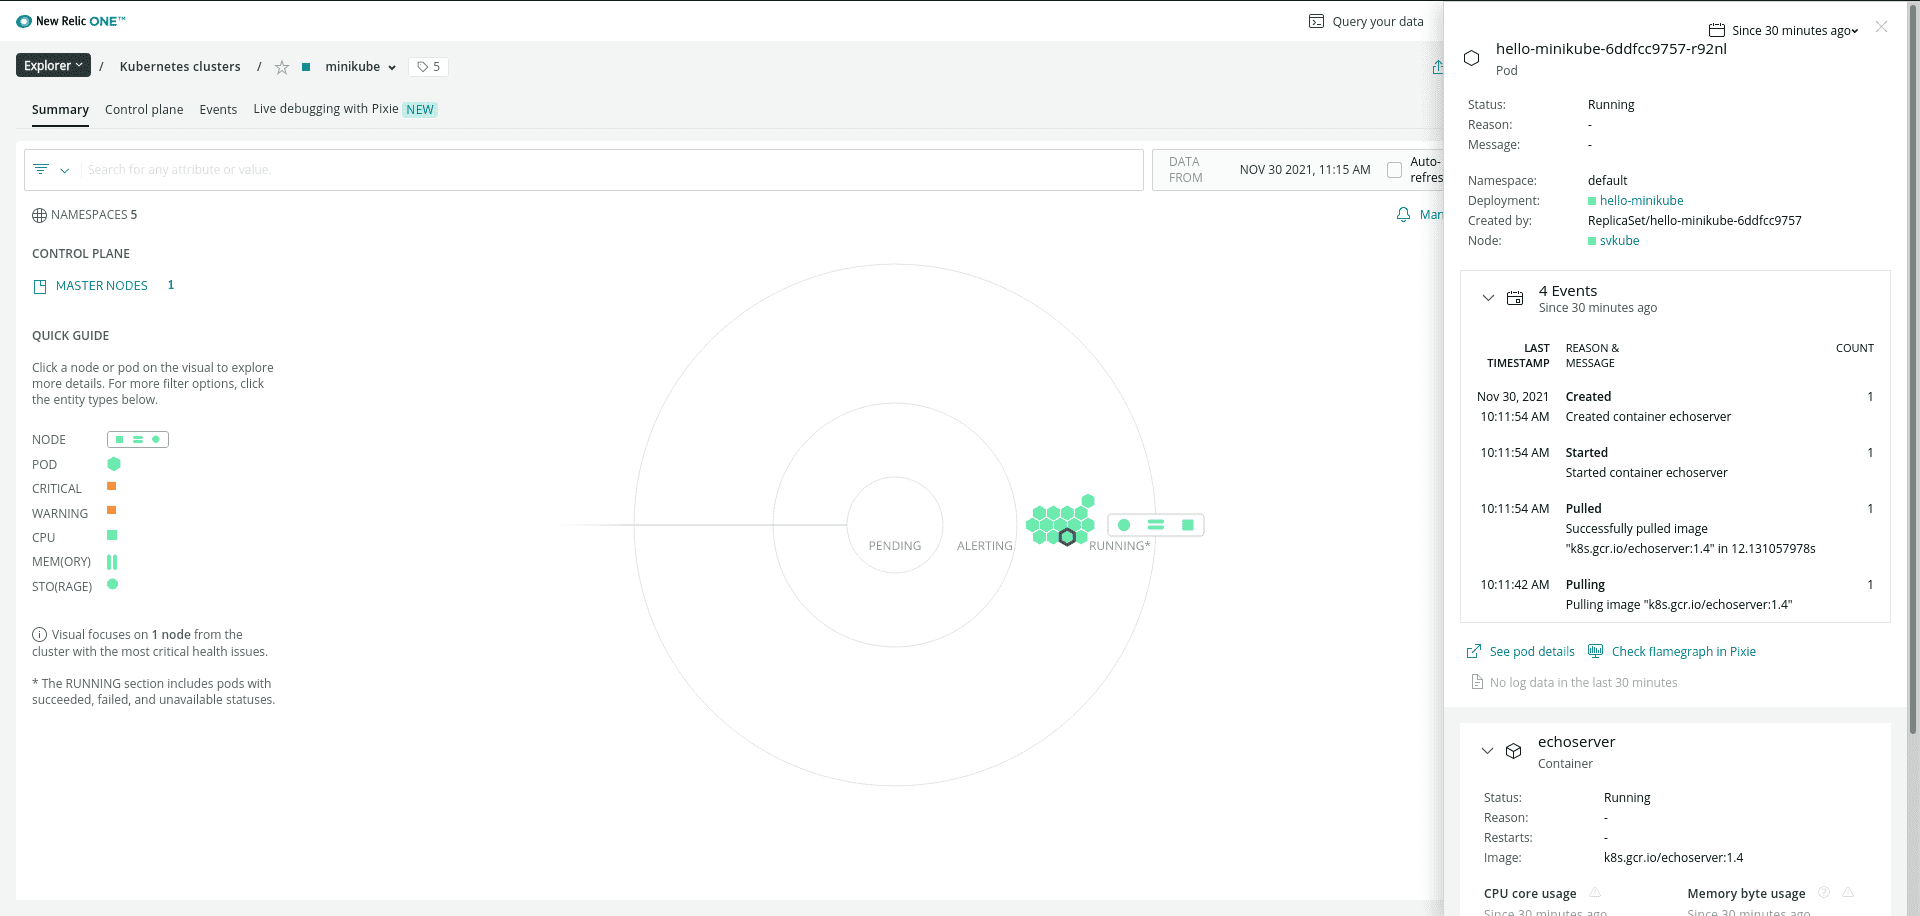 New Relic ONE™
Query your data
Explorer / Kubernetes clusters / minikube 5
Summary Control plane Events Live debugging with Pixie NEW
Search for any attribute or value.
DATA FROM NOV 30 2021, 11:15 AM Auto-
refres
NAMESPACES 5
Man
CONTROL PLANE
MASTER NODES 1
QUICK GUIDE
Click a node or pod on the visual to explore
more details. For more filter options, click
the entity types below.
NODE
POD
CRITICAL
WARNING
CPU
MEM(ORY)
STO(RAGE)
Visual focuses on 1 node from the
cluster with the most critical health issues.
* The RUNNING section includes pods with
succeeded, failed, and unavailable statuses.
PENDING ALERTING RUNNING*
Since 30 minutes ago
hello-minikube-6ddfcc9757-r92nl
Pod
Status: Running
Reason: -
Message: -
Namespace: default
Deployment: hello-minikube
Created by: ReplicaSet/hello-minikube-6ddfcc9757
Node: svkube
4 Events
Since 30 minutes ago
LAST REASON & COUNT
TIMESTAMP MESSAGE
Nov 30, 2021 Created 1
10:11:54 AM Created container echoserver
10:11:54 AM Started 1
Started container echoserver
10:11:54 AM Pulled 1
Successfully pulled image
"k8s.gcr.io/echoserver:1.4" in 12.131057978s
10:11:42 AM Pulling 1
Pulling image "k8s.gcr.io/echoserver:1.4"
See pod details Check flamegraph in Pixie
No log data in the last 30 minutes
echoserver
Container
Status: Running
Reason: -
Restarts: -
Image: k8s.gcr.io/echoserver:1.4
CPU core usage Memory byte usage
Since 30 minutes ago Since 30 minutes ago